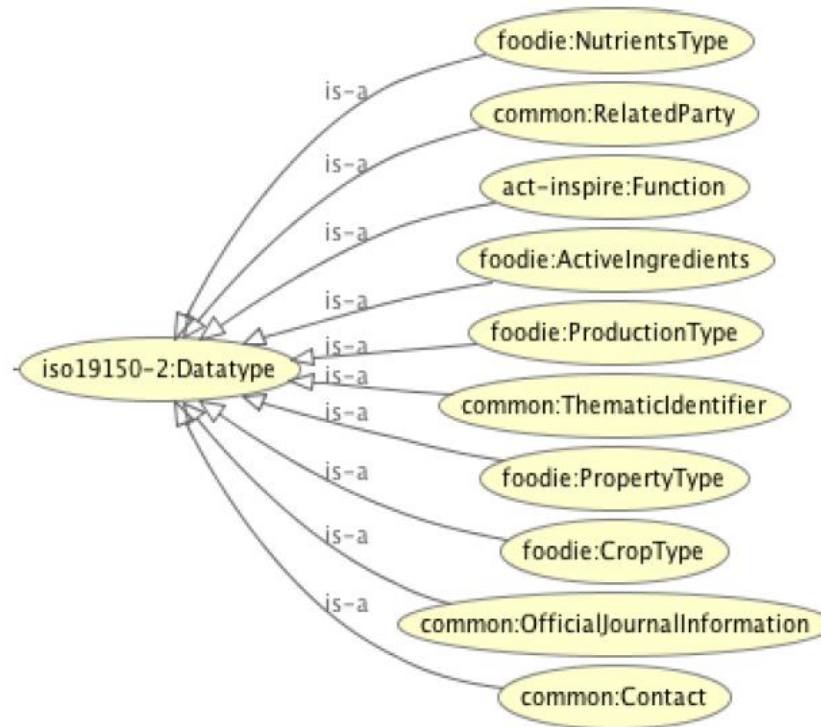 foodie:NutrientsType
is-a
common:RelatedParty
is-a
act-inspire:Function
is-a
foodie:ActiveIngredients
is-a
foodie:ProductionType
is-a
iso19150-2:Datatype
is-a
common:ThematicIdentifier
is-a
foodie:PropertyType
is-a
foodie:CropType
is-a
common:OfficialJournalInformation
is-a
common:Contact